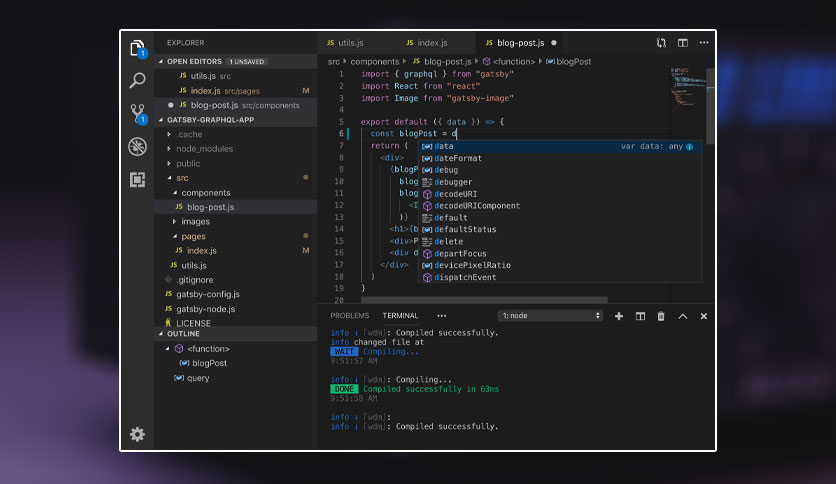 EXPLORER
OPEN EDITORS 1 UNSAVED
utils.js src
index.js src/pages M
blog-post.js src/components
GATSBY-GRAPHQL-APP
.cache
node_modules
public
src
components
blog-post.js
images
pages
index.js M
utils.js
.gitignore
gatsby-config.js
gatsby-node.js
LICENSE
OUTLINE
<function>
blogPost
query
1
1
JS utils.js JS index.js JS blog-post.js
src components JS blog-post.js <function> blogPost
1 import { graphql } from "gatsby"
2 import React from "react"
3 import Image from "gatsby-image"
4
5 export default ({ data }) => {
6 const blogPost = d
7 return (
8 <div>
9 {blogP
10 blog
11 blog
12 <I
13 )}
14 <h1>{b
15 <div>P
16 <div d
17 </div>
18 )
19 }
20
data var data: any
dateFormat
debug
debugger
decodeURI
decodeURIComponent
default
defaultStatus
delete
departFocus
devicePixelRatio
dispatchEvent
PROBLEMS TERMINAL ••• 1: node
info ↓ ｢wdm｣: Compiled successfully.
info changed file at
WAIT Compiling...
9:51:57 AM
info ↓ ｢wdm｣: Compiling...
DONE Compiled successfully in 63ms
9:51:58 AM
info ↓ ｢wdm｣:
info ↓ ｢wdm｣: Compiled successfully.